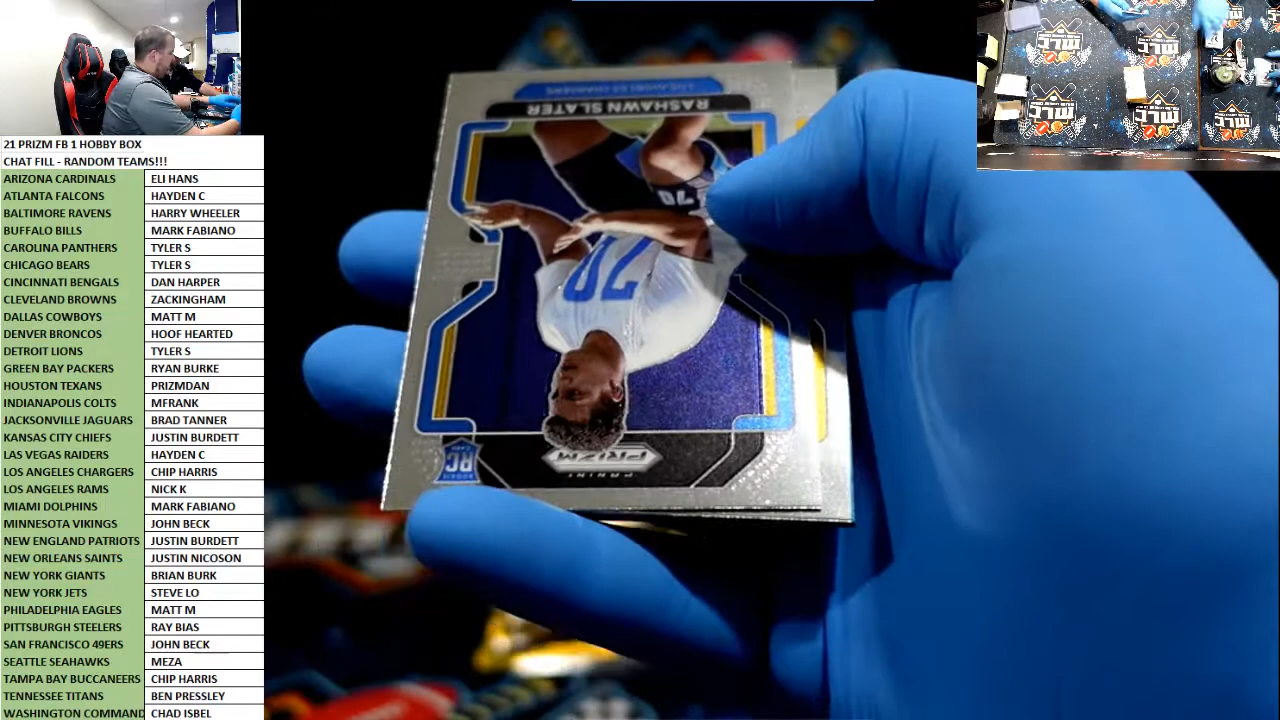 21 PRIZM FB 1 HOBBY BOX
CHAT FILL - RANDOM TEAMS!!!
ARIZONA CARDINALS ELI HANS
ATLANTA FALCONS HAYDEN C
BALTIMORE RAVENS HARRY WHEELER
BUFFALO BILLS MARK FABIANO
CAROLINA PANTHERS TYLER S
CHICAGO BEARS TYLER S
CINCINNATI BENGALS DAN HARPER
CLEVELAND BROWNS ZACKINGHAM
DALLAS COWBOYS MATT M
DENVER BRONCOS HOOF HEARTED
DETROIT LIONS TYLER S
GREEN BAY PACKERS RYAN BURKE
HOUSTON TEXANS PRIZMDAN
INDIANAPOLIS COLTS MFRANK
JACKSONVILLE JAGUARS BRAD TANNER
KANSAS CITY CHIEFS JUSTIN BURDETT
LAS VEGAS RAIDERS HAYDEN C
LOS ANGELES CHARGERS CHIP HARRIS
LOS ANGELES RAMS NICK K
MIAMI DOLPHINS MARK FABIANO
MINNESOTA VIKINGS JOHN BECK
NEW ENGLAND PATRIOTS JUSTIN BURDETT
NEW ORLEANS SAINTS JUSTIN NICOSON
NEW YORK GIANTS BRIAN BURK
NEW YORK JETS STEVE LO
PHILADELPHIA EAGLES MATT M
PITTSBURGH STEELERS RAY BIAS
SAN FRANCISCO 49ERS JOHN BECK
SEATTLE SEAHAWKS MEZA
TAMPA BAY BUCCANEERS CHIP HARRIS
TENNESSEE TITANS BEN PRESSLEY
WASHINGTON COMMAND CHAD ISBEL
PANINI
PRIZM
RC
ROOKIE CARD
70
70
RASHAWN SLATER
LOS ANGELES CHARGERS